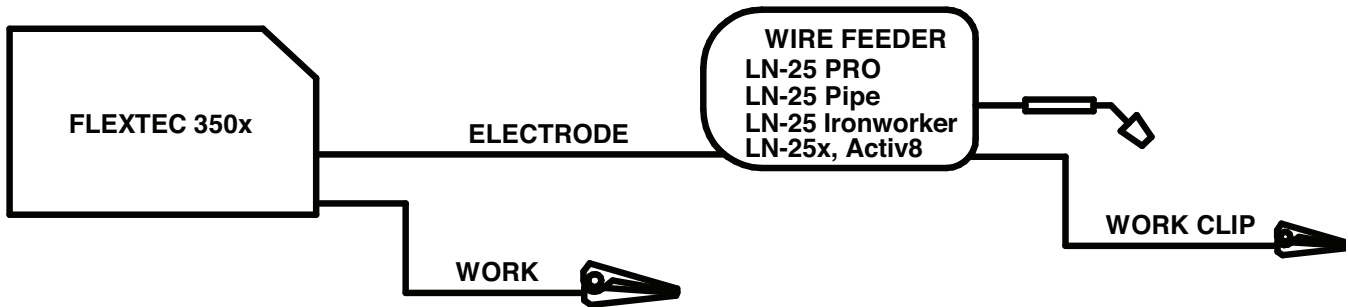 WIRE FEEDER
LN-25 PRO
LN-25 Pipe
LN-25 Ironworker
LN-25x, Activ8
FLEXTEC 350x
ELECTRODE
WORK CLIP
WORK